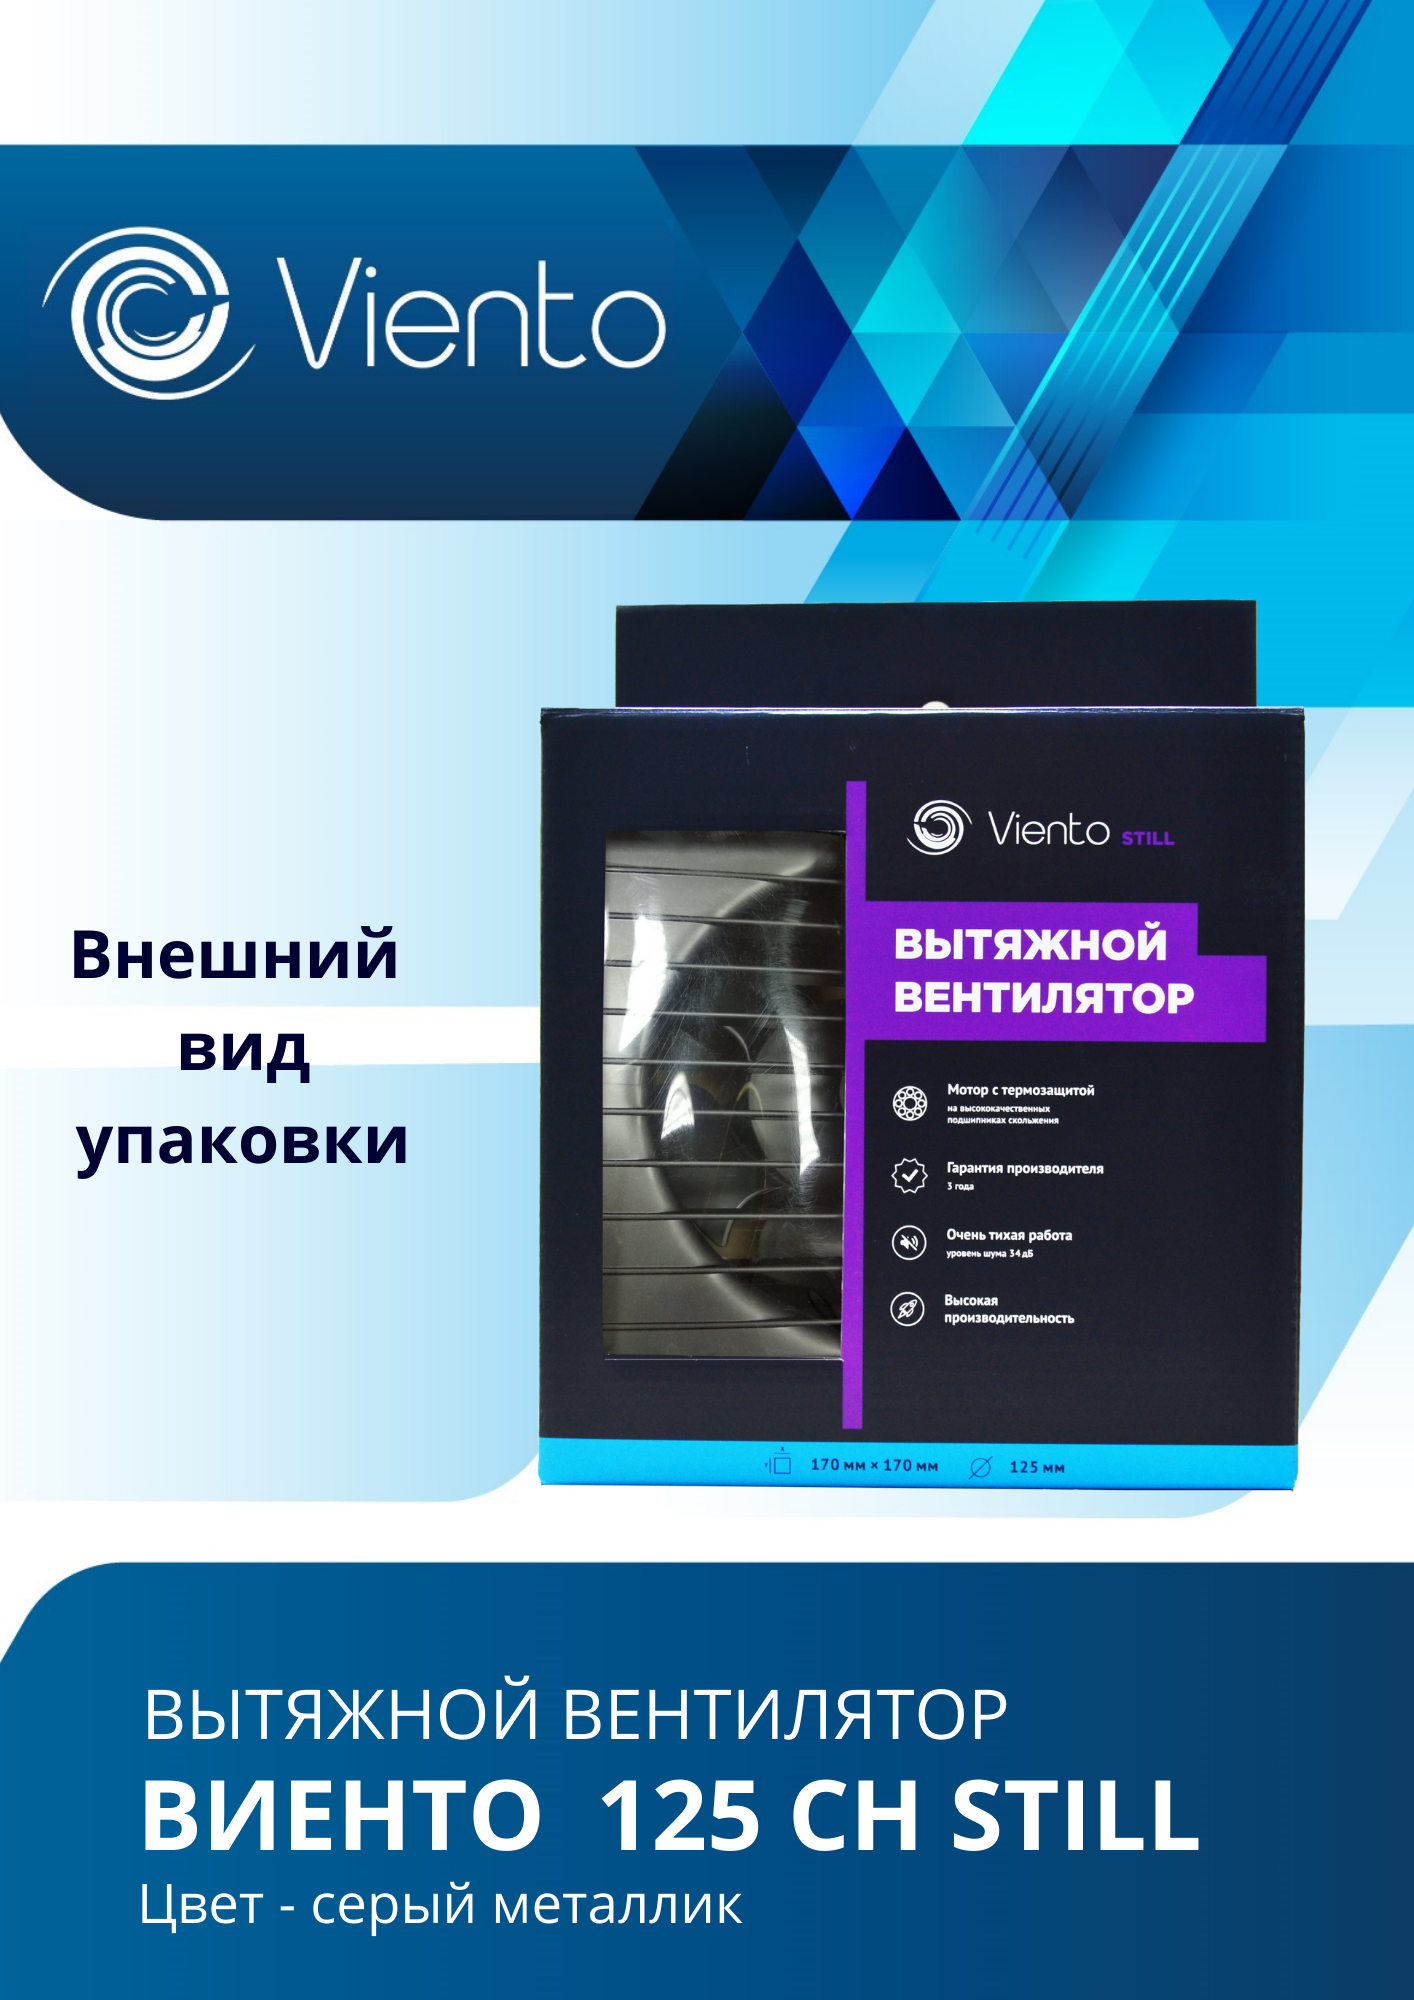 Viento
Внешний
вид
упаковки
Viento STILL
ВЫТЯЖНОЙ
ВЕНТИЛЯТОР
Мотор с термозащитой
на высококачественных
подшипниках скольжения
Гарантия производителя
3 года
Очень тихая работа
уровень шума 34 дБ
Высокая
производительность
X
Y
170 мм × 170 мм
125 мм
ВЫТЯЖНОЙ ВЕНТИЛЯТОР
ВИЕНТО 125 СН STILL
Цвет - серый металлик